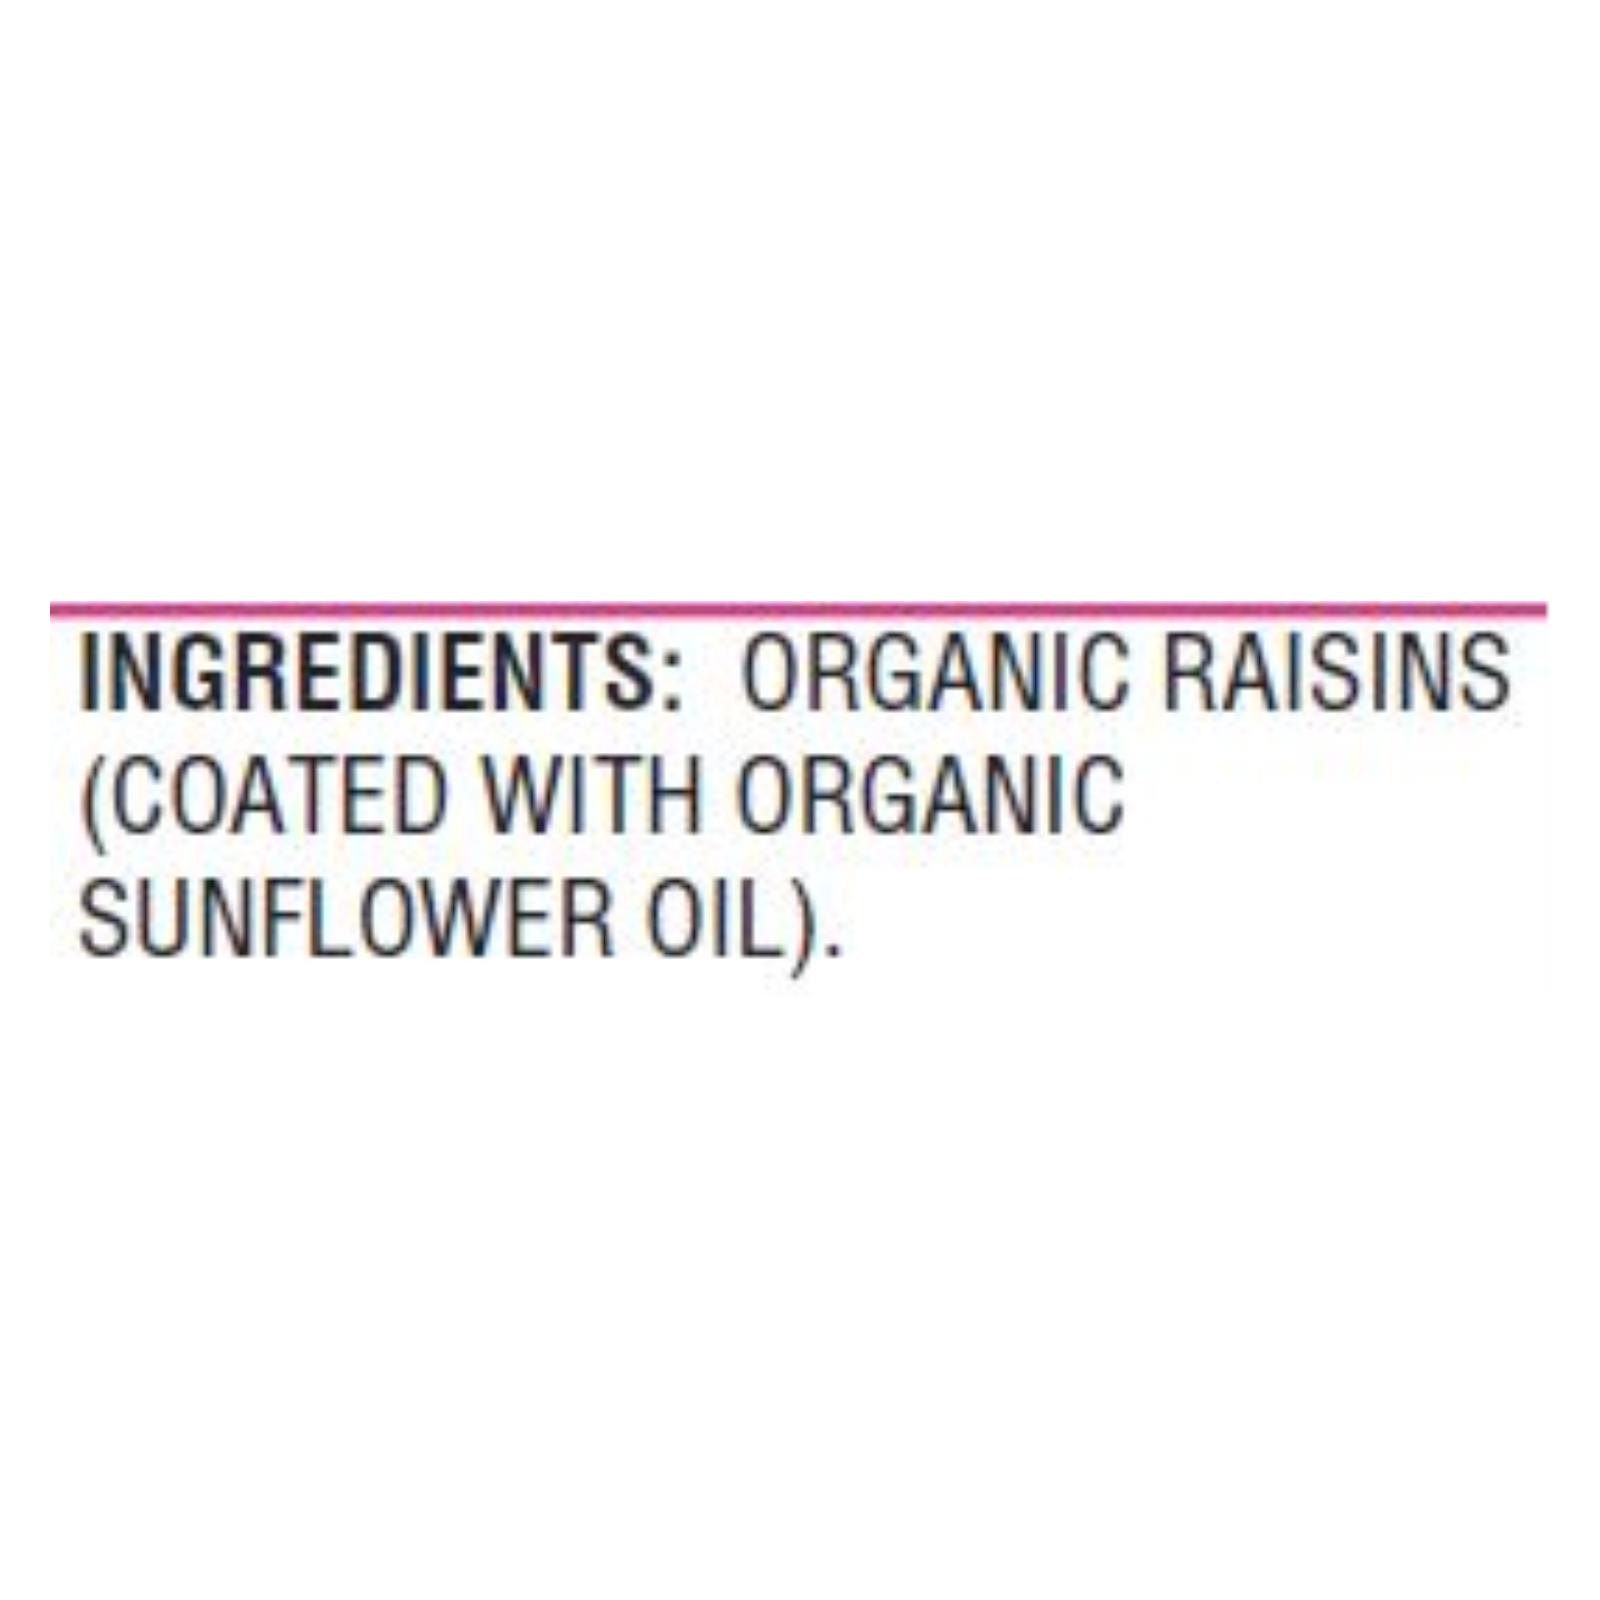 INGREDIENTS: ORGANIC RAISINS
(COATED WITH ORGANIC
SUNFLOWER OIL).